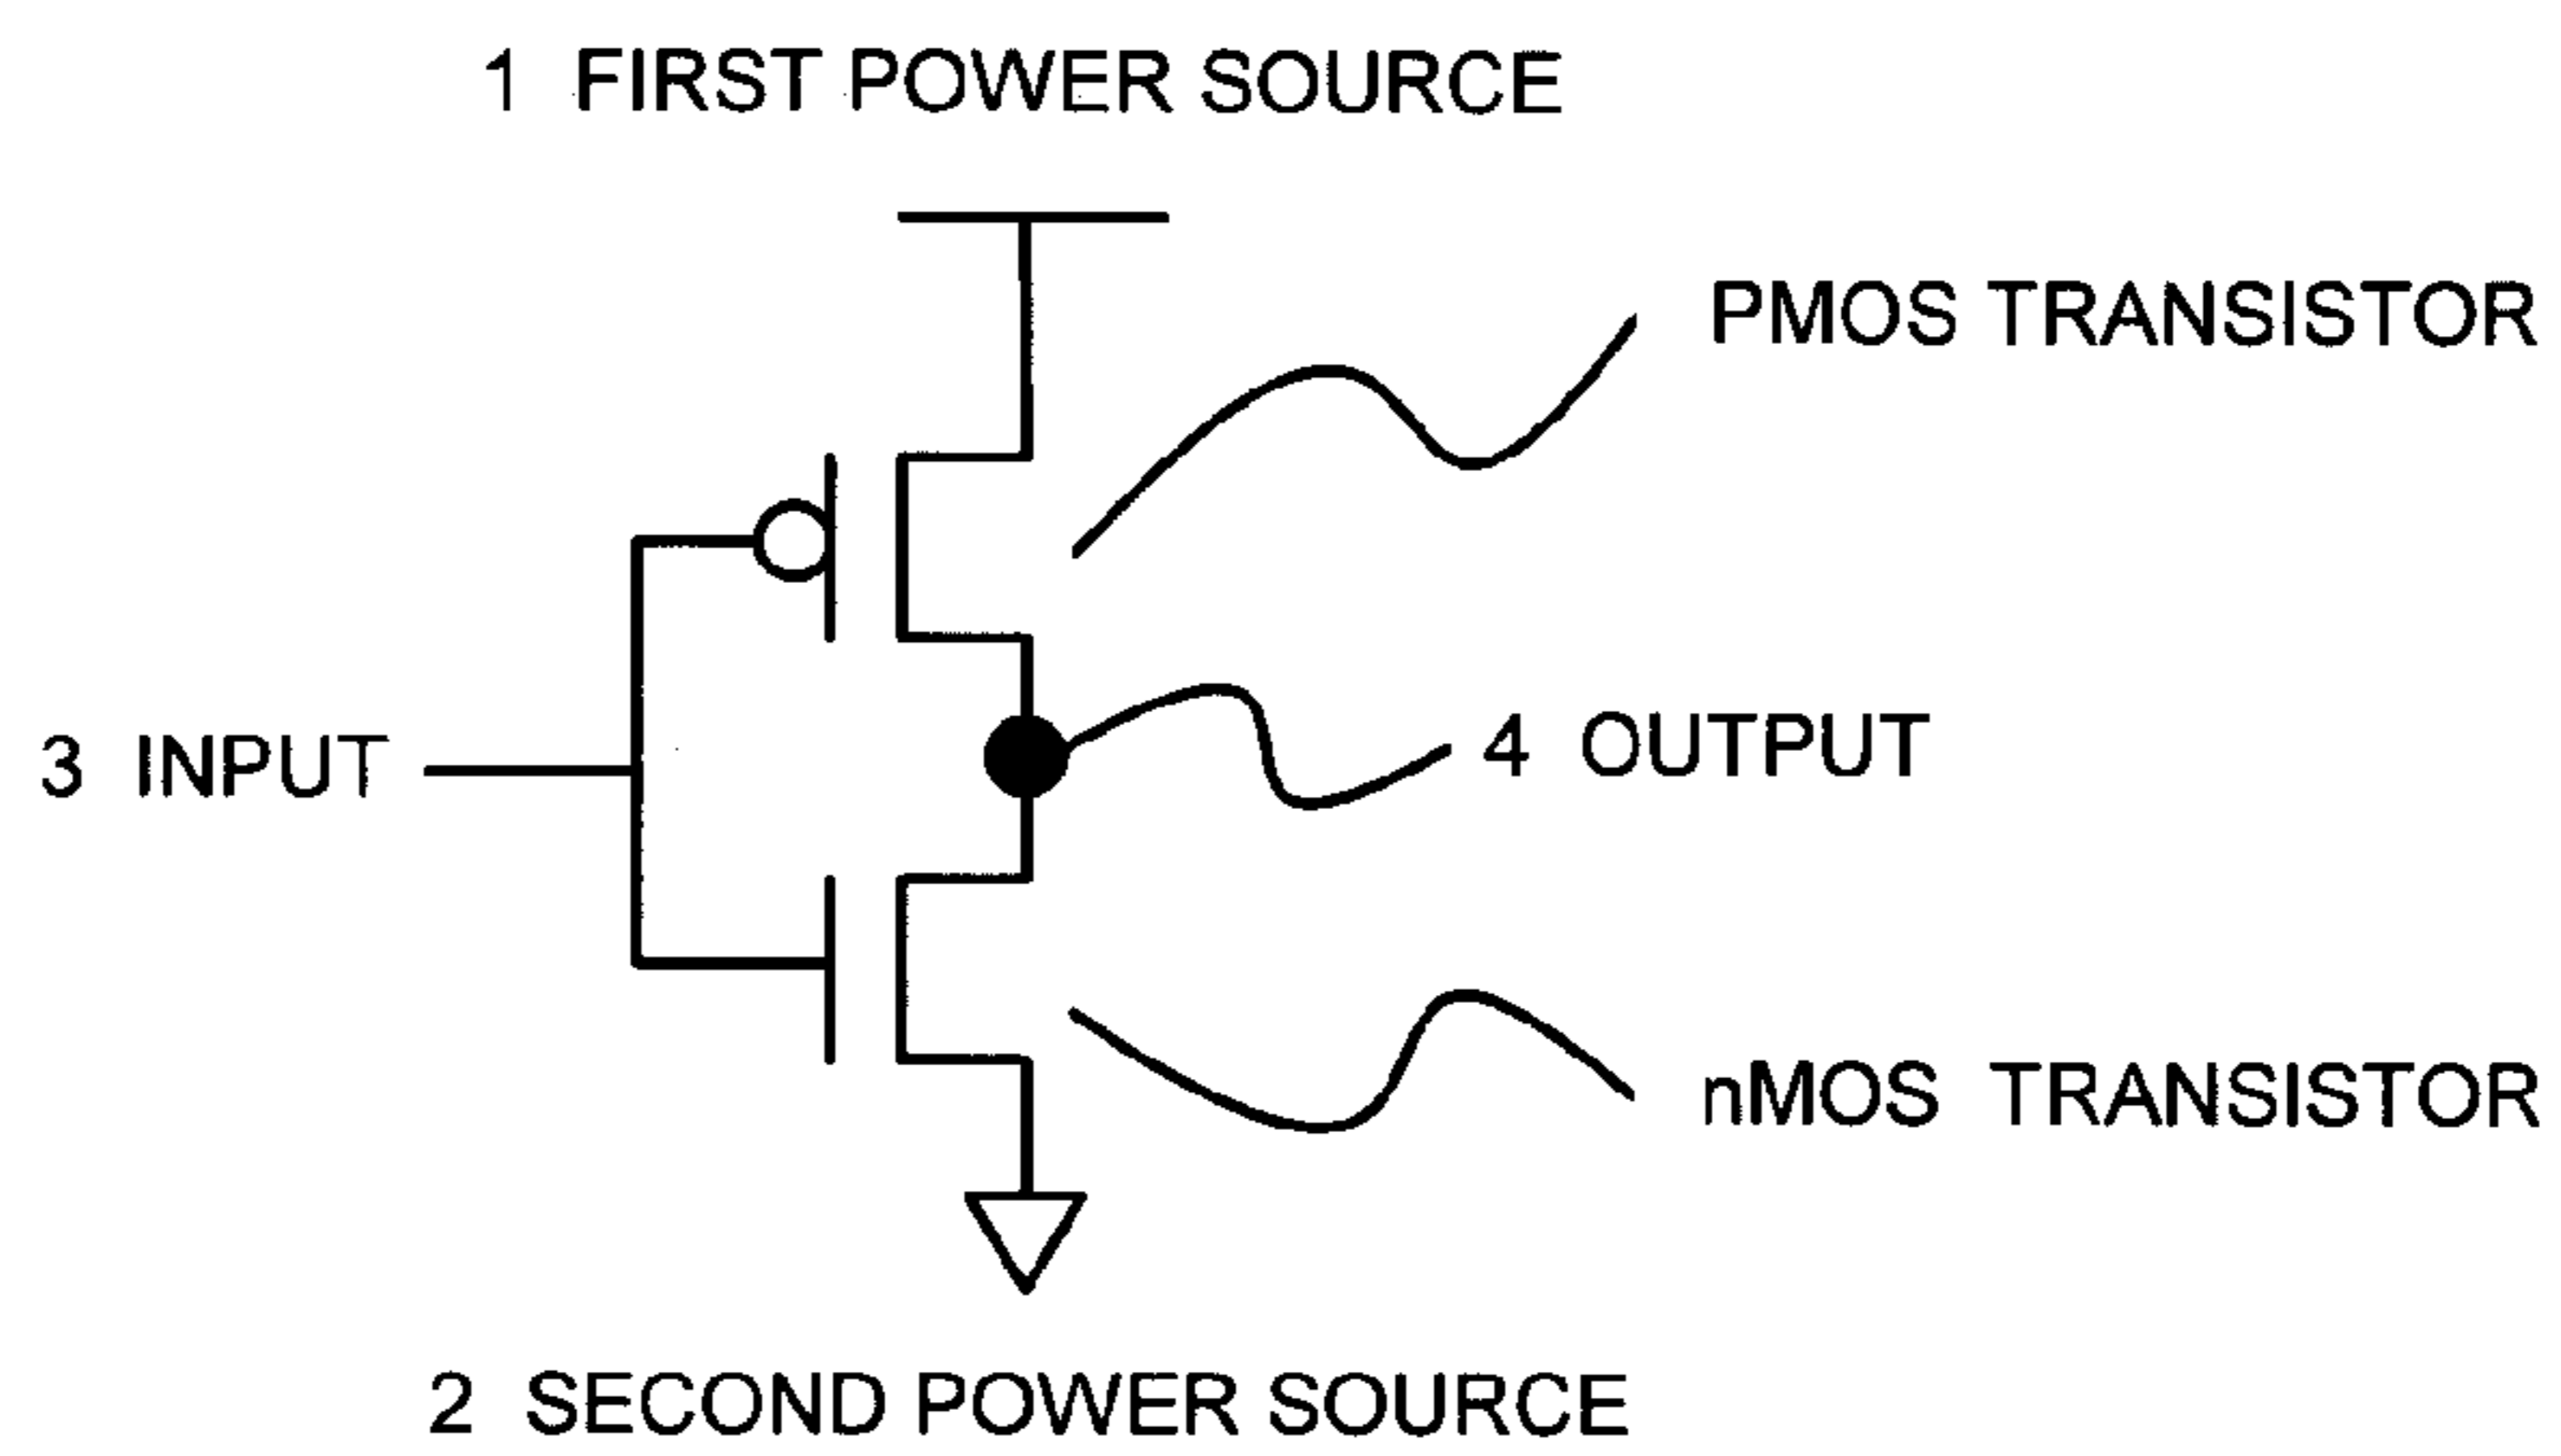 1 FIRST POWER SOURCE
PMOS TRANSISTOR
3 INPUT
4 OUTPUT
nMOS TRANSISTOR
2 SECOND POWER SOURCE